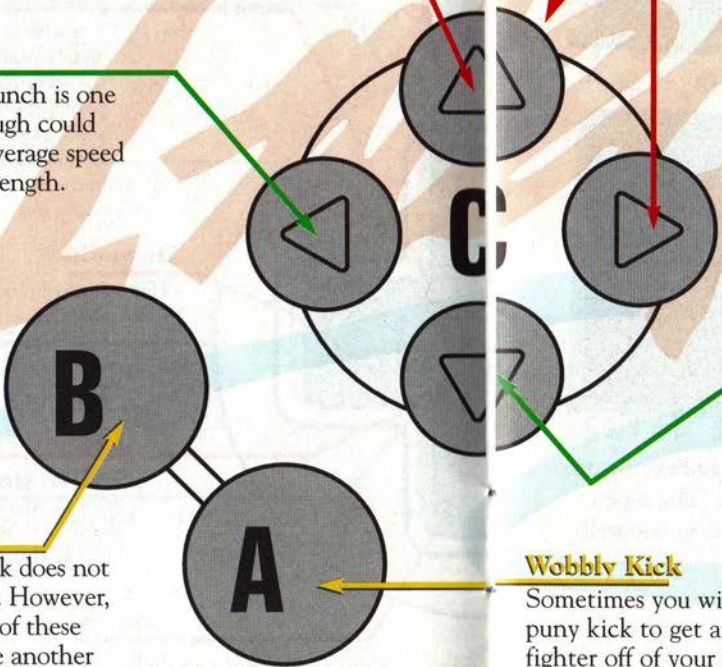 unch is one
ugh could
verage speed
ength.
C
B
A
k does not
. However,
of these
e another
Wobbly Kick
Sometimes you wi
puny kick to get a
fighter off of your